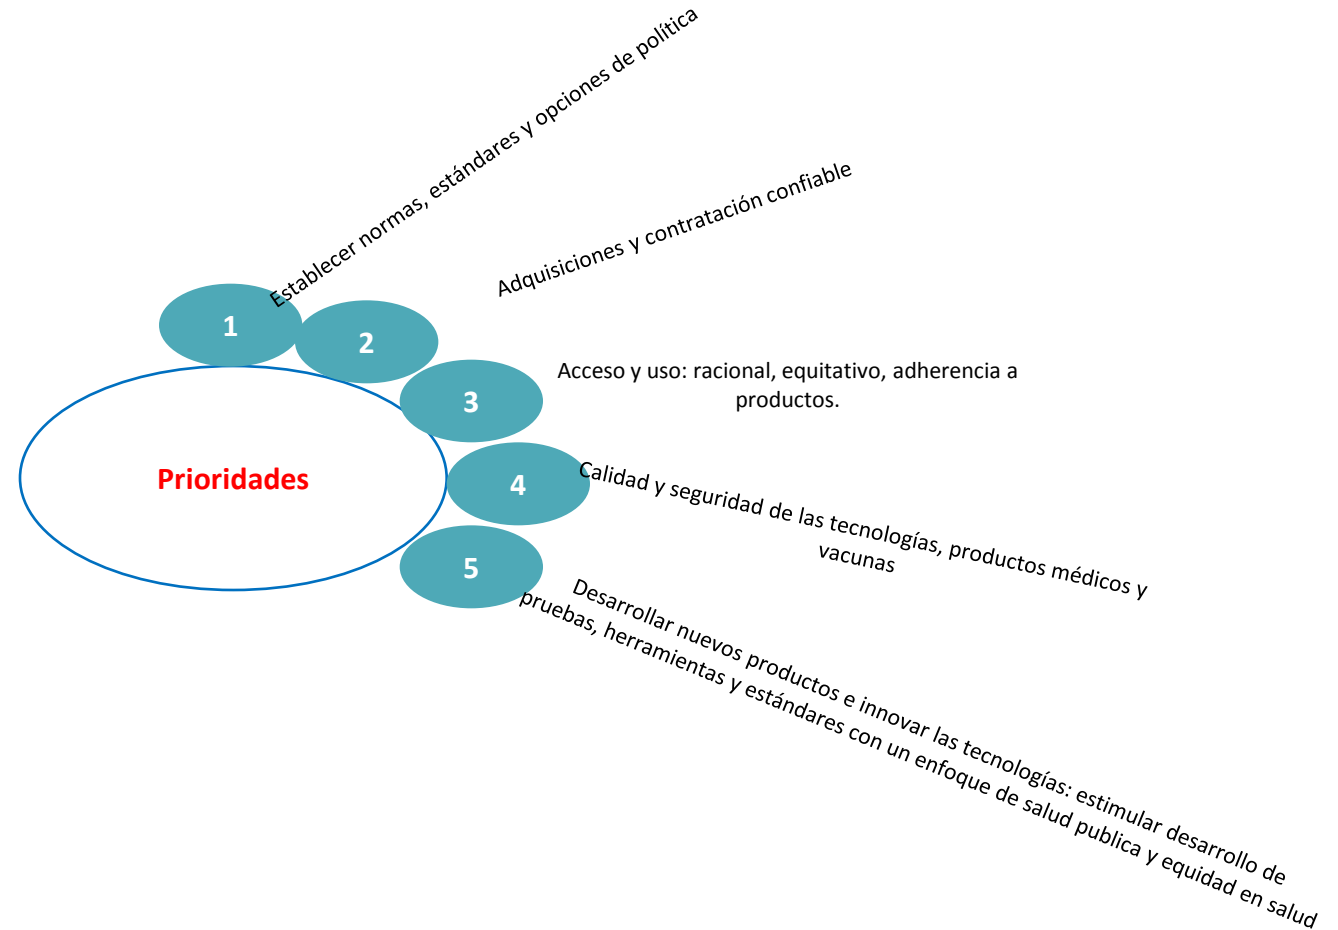 Establecer normas, estándares y opciones de política
Adquisiciones y contratación confiable
1
2
Acceso y uso: racional, equitativo, adherencia a
productos.
3
Prioridades
4
Calidad y seguridad de las tecnologías, productos médicos y
vacunas
5
Desarrollar nuevos productos e innovar las tecnologías: estimular desarrollo de
pruebas, herramientas y estándares con un enfoque de salud publica y equidad en salud